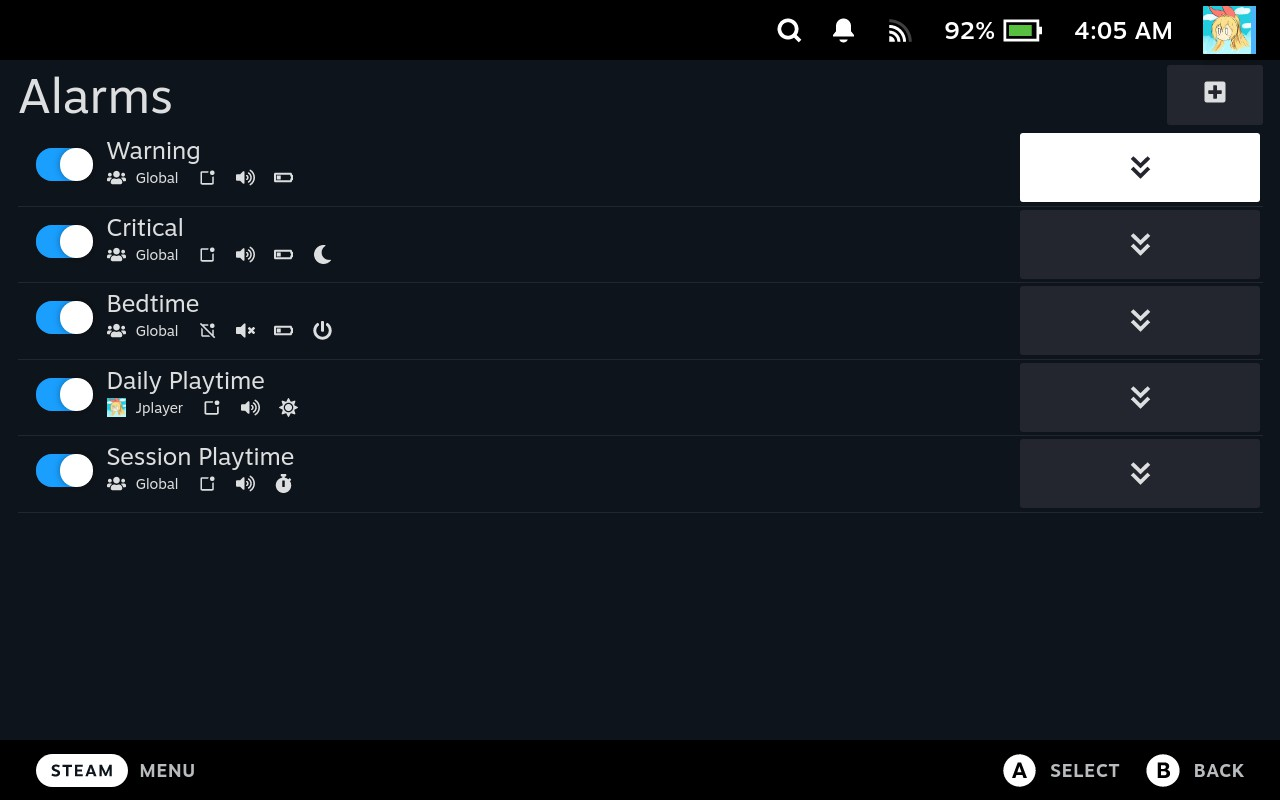 92% 4:05 AM
Alarms
Warning
Global
Critical
Global
Bedtime
Global
Daily Playtime
Jplayer
Session Playtime
Global
STEAM MENU A SELECT B BACK